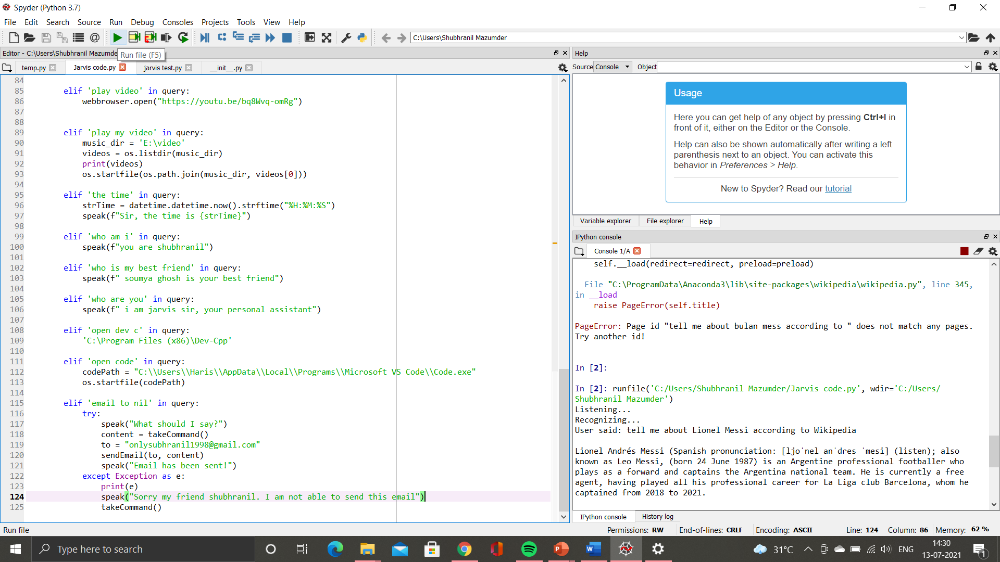 Spyder (Python 3.7)
File Edit Search Source Run Debug Consoles Projects Tools View Help
C:\Users\Shubhranil Mazumder
Editor - C:\Users\Shubhranil Mazumde
Run file (F5)
temp.py Jarvis code.py jarvis test.py __init__.py
84
85 elif 'play video' in query:
86 webbrowser.open("https://youtu.be/bq8Wvq-omRg")
87
88
89 elif 'play my video' in query:
90 music_dir = 'E:\video'
91 videos = os.listdir(music_dir)
92 print(videos)
93 os.startfile(os.path.join(music_dir, videos[0]))
94
95 elif 'the time' in query:
96 strTime = datetime.datetime.now().strftime("%H:%M:%S")
97 speak(f"Sir, the time is {strTime}")
98
99 elif 'who am i' in query:
100 speak(f"you are shubhranil")
101
102 elif 'who is my best friend' in query:
103 speak(f" soumya ghosh is your best friend")
104
105 elif 'who are you' in query:
106 speak(f" i am jarvis sir, your personal assistant")
107
108 elif 'open dev c' in query:
109 'C:\Program Files (x86)\Dev-Cpp'
110
111 elif 'open code' in query:
112 codePath = "C:\\Users\\Haris\\AppData\\Local\\Programs\\Microsoft VS Code\\Code.exe"
113 os.startfile(codePath)
114
115 elif 'email to nil' in query:
116 try:
117 speak("What should I say?")
118 content = takeCommand()
119 to = "onlysubhranil1998@gmail.com"
120 sendEmail(to, content)
121 speak("Email has been sent!")
122 except Exception as e:
123 print(e)
124 speak("Sorry my friend shubhranil. I am not able to send this email")
125 takeCommand()
Help
Source Console Object
Usage
Here you can get help of any object by pressing Ctrl+I in
front of it, either on the Editor or the Console.
Help can also be shown automatically after writing a left
parenthesis next to an object. You can activate this
behavior in Preferences > Help.
New to Spyder? Read our tutorial
Variable explorer File explorer Help
IPython console
Console 1/A
self.__load(redirect=redirect, preload=preload)
File "C:\ProgramData\Anaconda3\lib\site-packages\wikipedia\wikipedia.py", line 345,
in __load
raise PageError(self.title)
PageError: Page id "tell me about bulan mess according to " does not match any pages.
Try another id!
In [2]:
In [2]: runfile('C:/Users/Shubhranil Mazumder/Jarvis code.py', wdir='C:/Users/
Shubhranil Mazumder')
Listening...
Recognizing...
User said: tell me about Lionel Messi according to Wikipedia
Lionel Andrés Messi (Spanish pronunciation: [ljoˈnel anˈdres ˈmesi] (listen); also
known as Leo Messi, (born 24 June 1987) is an Argentine professional footballer who
plays as a forward and captains the Argentina national team. He is currently a free
agent, having played all his professional career for La Liga club Barcelona, whom he
captained from 2018 to 2021.
IPython console History log
Run file
Permissions: RW End-of-lines: CRLF Encoding: ASCII Line: 124 Column: 86 Memory: 62 %
Type here to search
31°C
ENG
14:30
13-07-2021
1